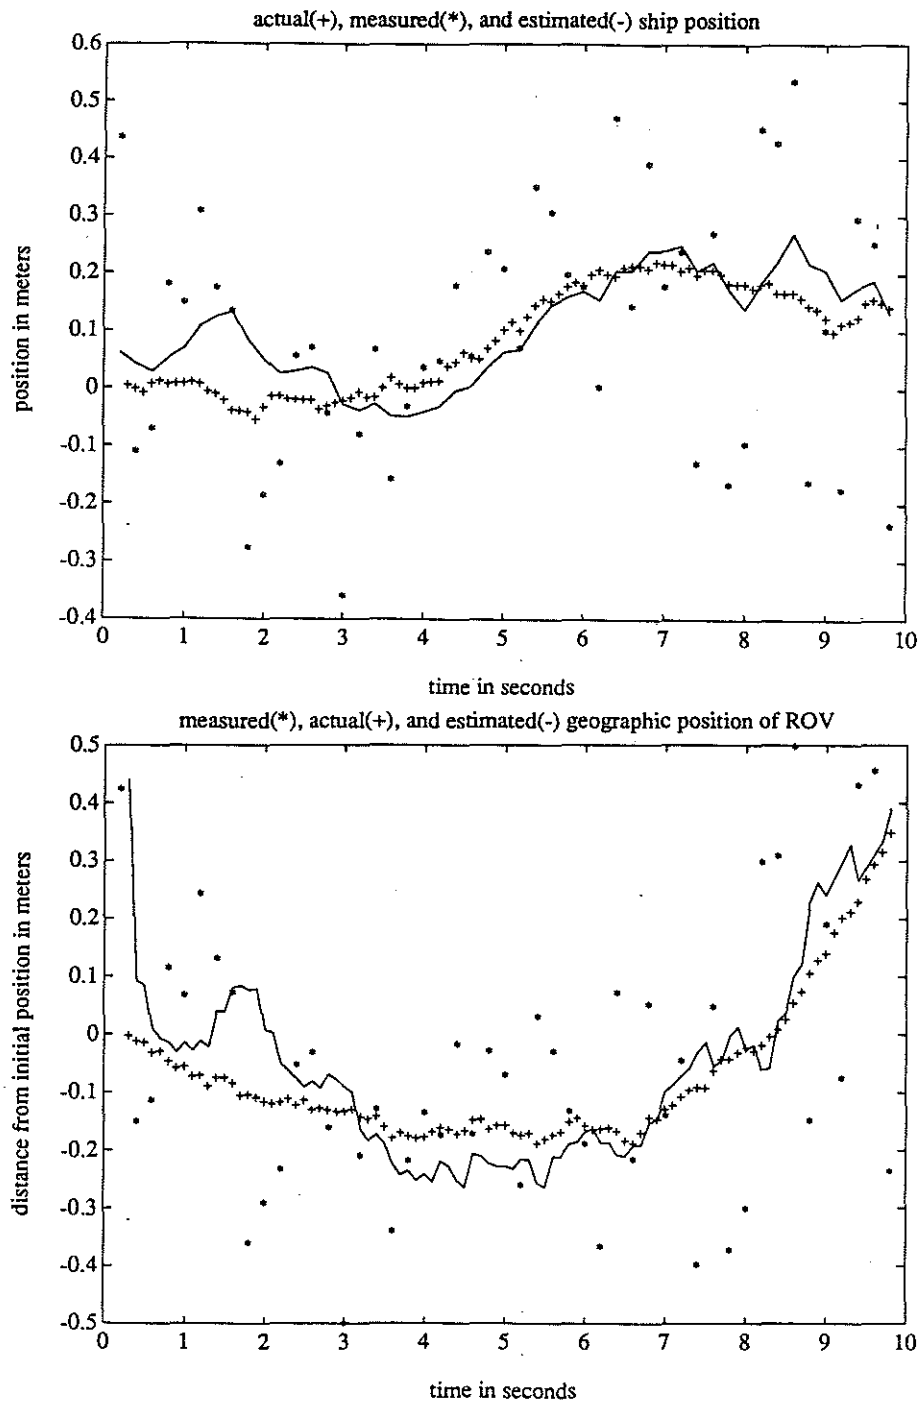 actual(+), measured(*), and estimated(-) ship position
0.6
0.5
0.4
0.3
0.2
0.1
0
-0.1
-0.2
-0.3
-0.4
position in meters
0 1 2 3 4 5 6 7 8 9 10
time in seconds
measured(*), actual(+), and estimated(-) geographic position of ROV
0.5
0.4
0.3
0.2
0.1
0
-0.1
-0.2
-0.3
-0.4
-0.5
distance from initial position in meters
0 1 2 3 4 5 6 7 8 9 10
time in seconds